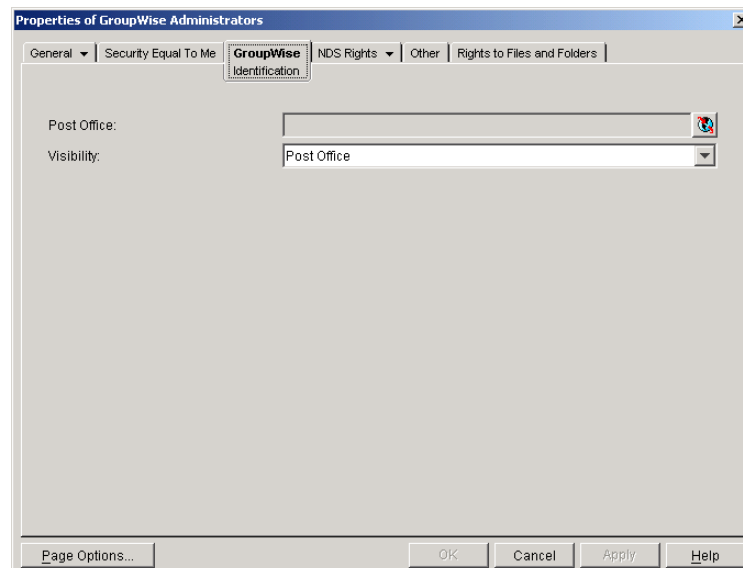 Properties of GroupWise Administrators
General Security Equal To Me GroupWise NDS Rights Other Rights to Files and Folders
Identification
Post Office:
Visibility: Post Office
Page Options... OK Cancel Apply Help